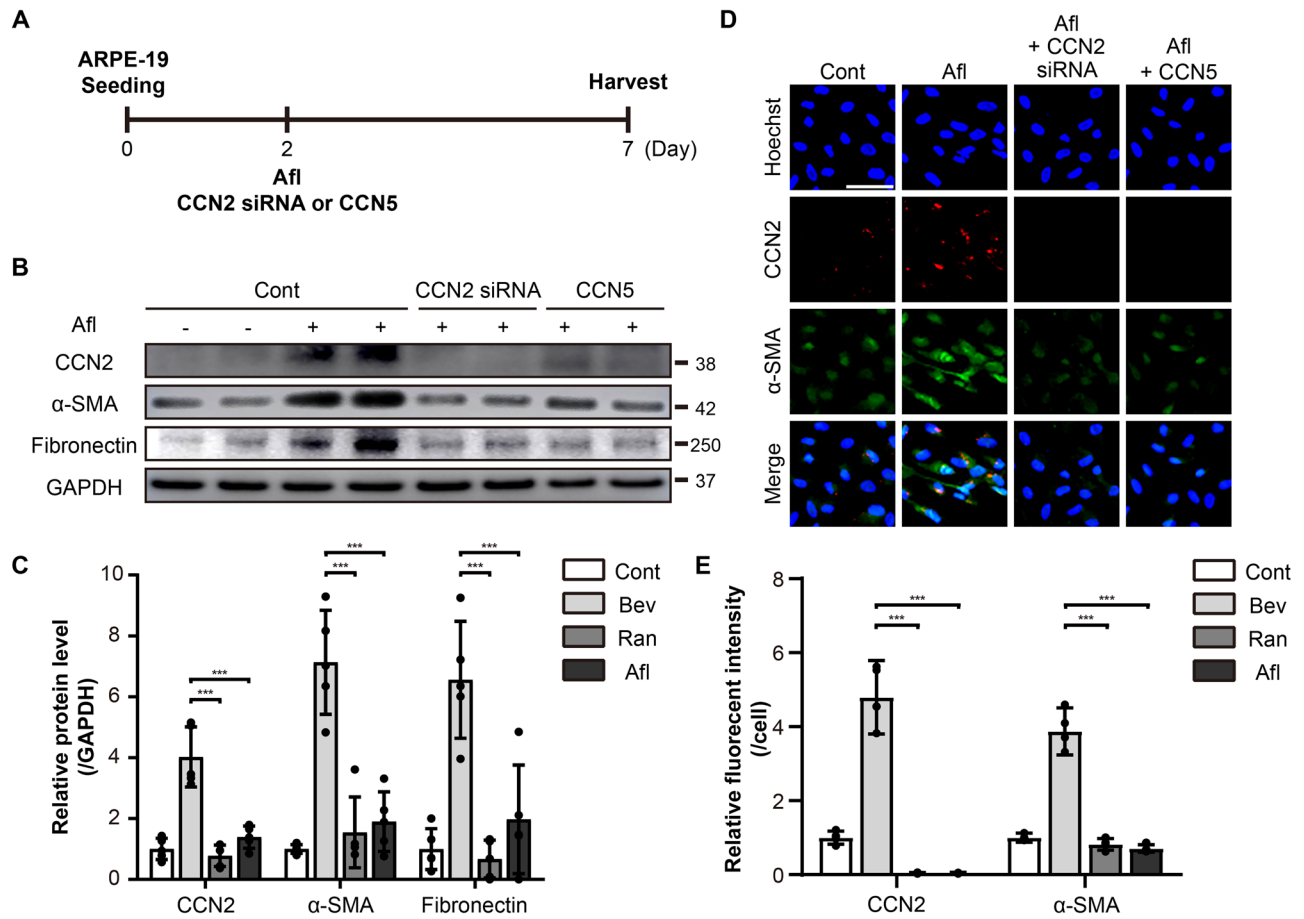 A
ARPE-19
Seeding
Harvest
0
2
7 (Day)
Afl
CCN2 siRNA or CCN5
B
Cont
CCN2 siRNA
CCN5
Afl - - + + + + + +
CCN2
38
α-SMA
42
Fibronectin
250
GAPDH
37
C
Relative protein level
(/GAPDH)
10
8
6
4
2
0
***
***
***
***
***
***
CCN2
α-SMA
Fibronectin
Cont
Bev
Ran
Afl
D
Cont
Afl
Afl
+ CCN2
siRNA
Afl
+ CCN5
Hoechst
CCN2
α-SMA
Merge
E
Relative fluorecent intensity
(/cell)
8
6
4
2
0
***
***
***
***
CCN2
α-SMA
Cont
Bev
Ran
Afl